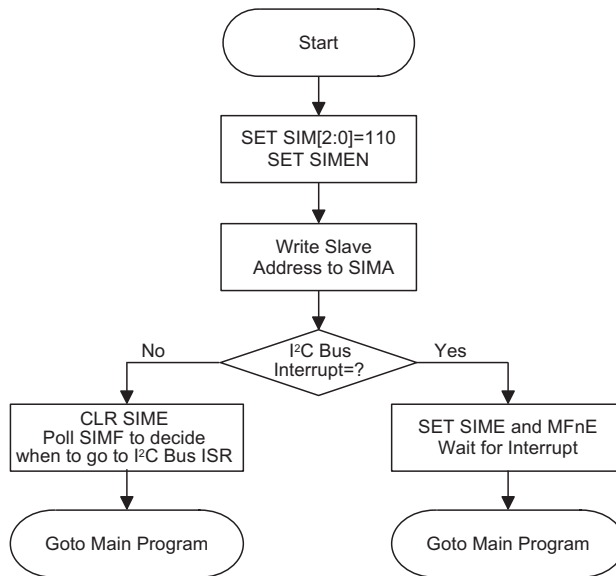 Start
SET SIM[2:0]=110
SET SIMEN
Write Slave
Address to SIMA
I²C Bus
Interrupt=?
No
Yes
CLR SIME
Poll SIMF to decide
when to go to I²C Bus ISR
SET SIME and MFnE
Wait for Interrupt
Goto Main Program
Goto Main Program